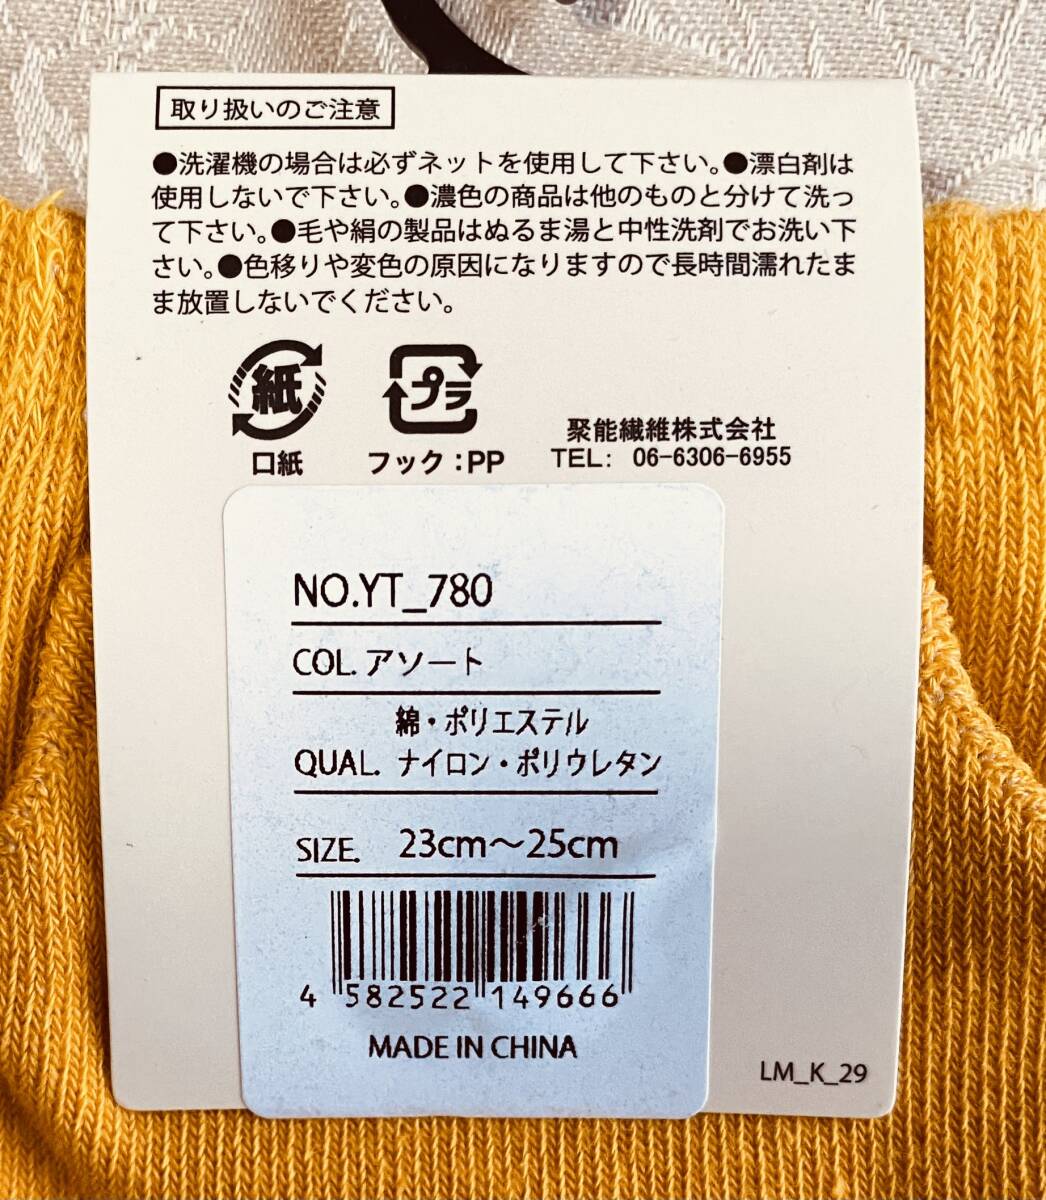 取り扱いのご注意
●洗濯機の場合は必ずネットを使用して下さい。●漂白剤は
使用しないで下さい。●濃色の商品は他のものと分けて洗っ
て下さい。●毛や絹の製品はぬるま湯と中性洗剤でお洗い下
さい。●色移りや変色の原因になりますので長時間濡れたま
ま放置しないでください。
紙
プラ
口紙
フック：PP
聚能繊維株式会社
TEL: 06-6306-6955
NO.YT_780
COL. アソート
綿・ポリエステル
QUAL. ナイロン・ポリウレタン
SIZE. 23cm～25cm
4 582522 149666
MADE IN CHINA
LM_K_29